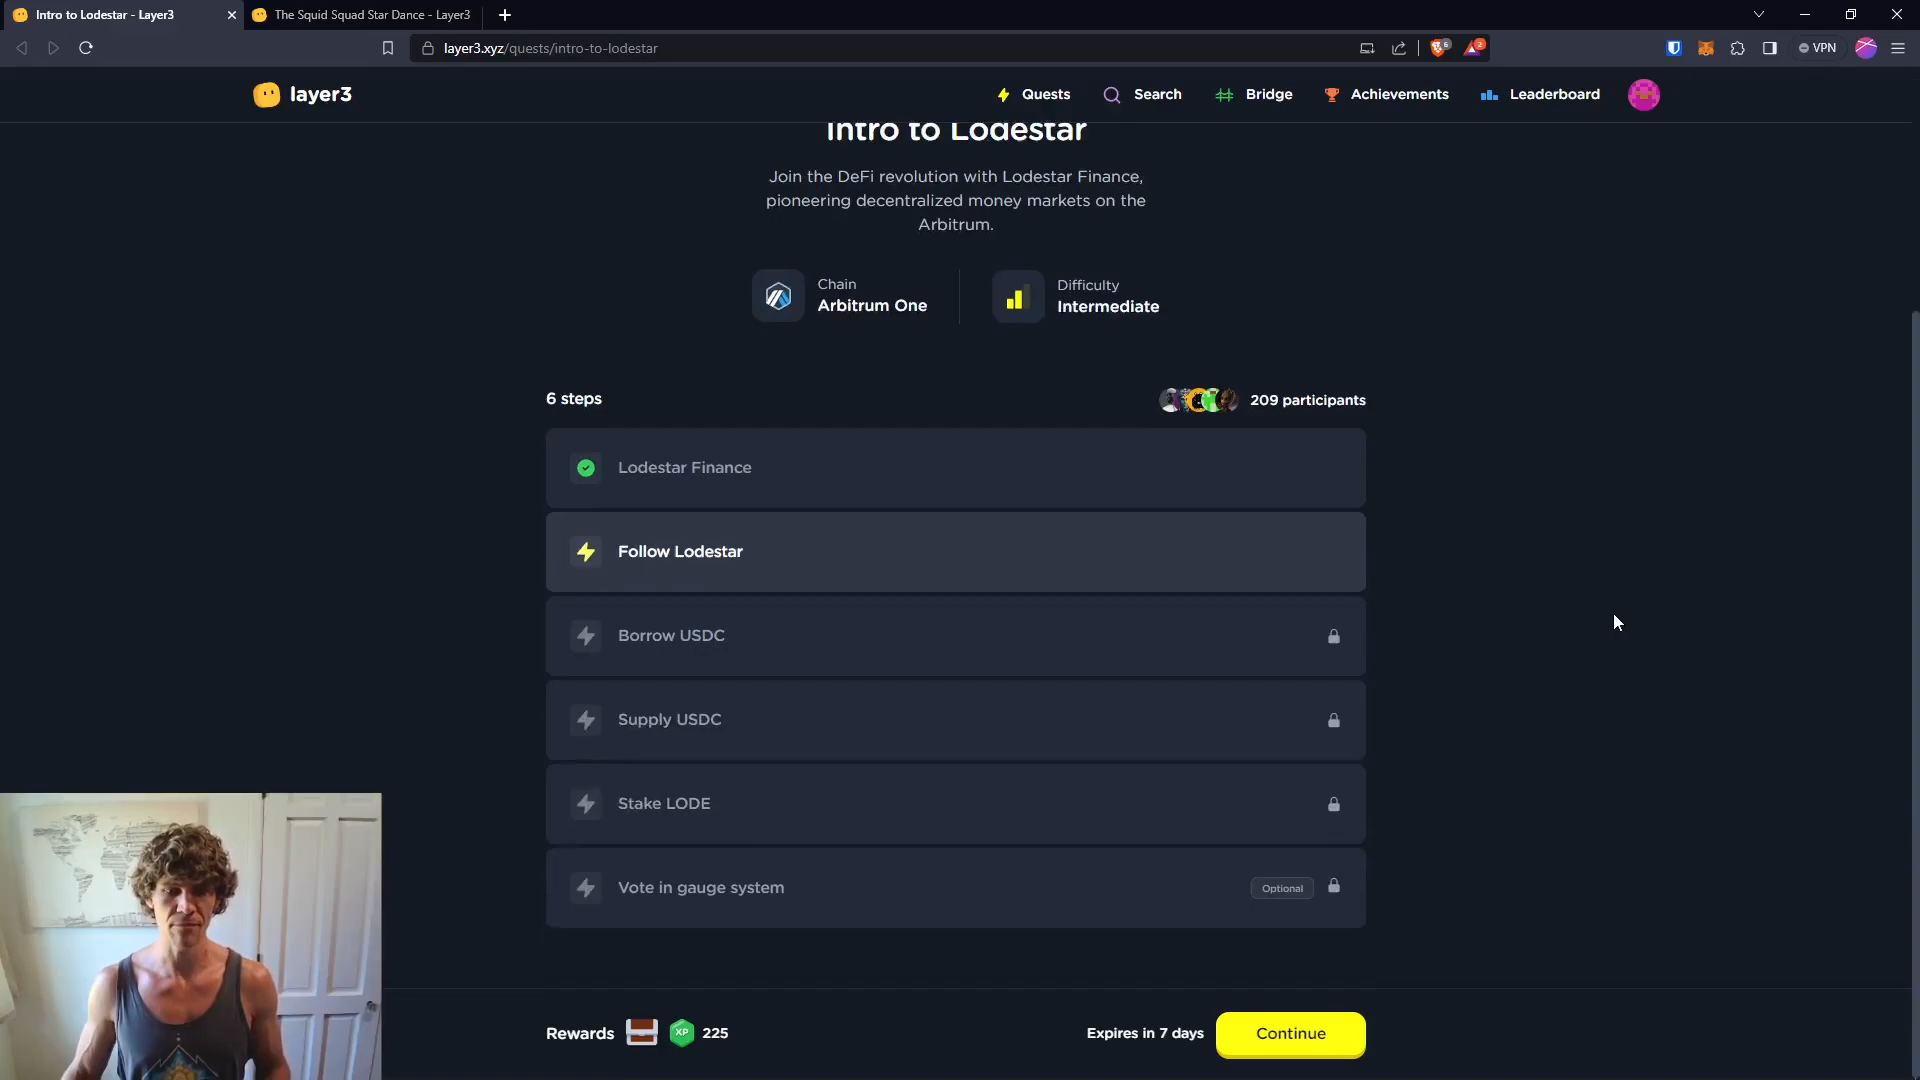 Intro to Lodestar - Layer3
The Squid Squad Star Dance - Layer3
layer3.xyz/quests/intro-to-lodestar
6
2
VPN
layer3
Quests
Search
Bridge
Achievements
Leaderboard
Intro to Lodestar
Join the DeFi revolution with Lodestar Finance,
pioneering decentralized money markets on the
Arbitrum.
Chain
Arbitrum One
Difficulty
Intermediate
6 steps
209 participants
Lodestar Finance
Follow Lodestar
Borrow USDC
Supply USDC
Stake LODE
Vote in gauge system
Optional
Rewards
XP
225
Expires in 7 days
Continue